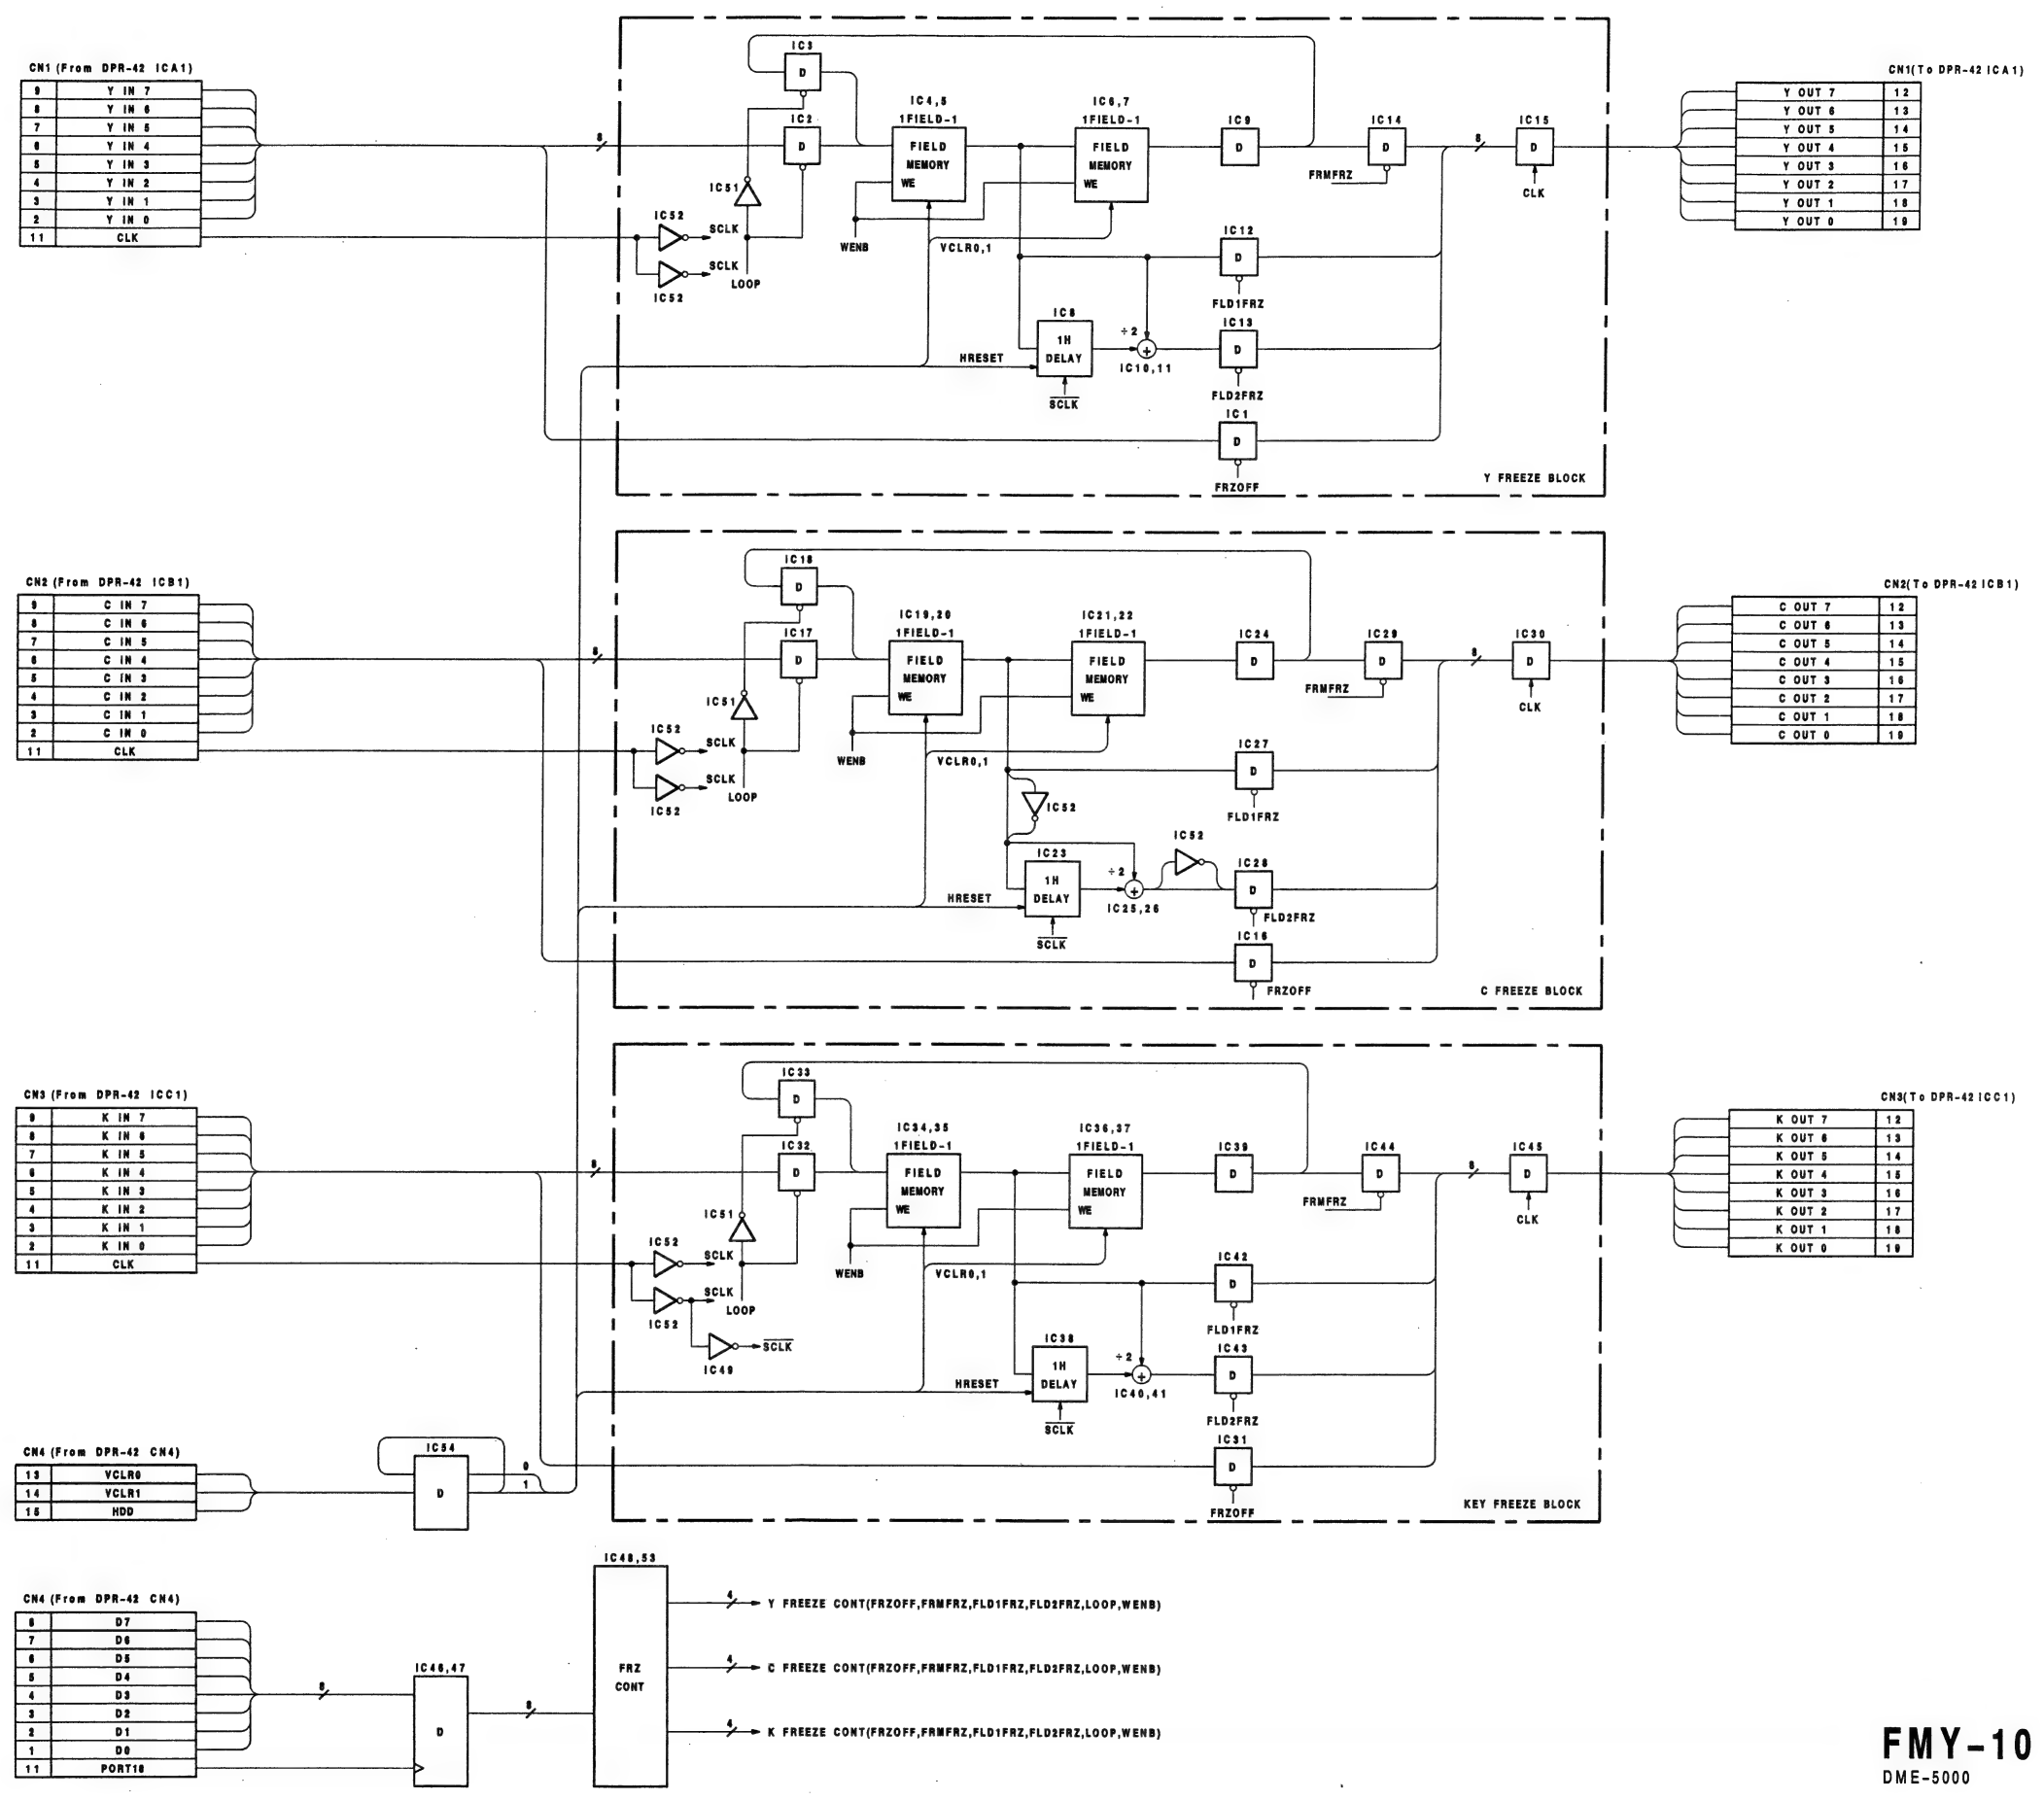 CN1 (From DPR-42 ICA1)
9 Y IN 7
8 Y IN 6
7 Y IN 5
6 Y IN 4
5 Y IN 3
4 Y IN 2
3 Y IN 1
2 Y IN 0
11 CLK
8
IC3
D
IC2
D
IC51
IC52
SCLK
SCLK
IC52
LOOP
IC4,5
1FIELD-1
FIELD
MEMORY
WE
WENB
VCLR0,1
IC6,7
1FIELD-1
FIELD
MEMORY
WE
IC9
D
IC14
D
FRMFRZ
8
IC15
D
CLK
IC12
D
FLD1FRZ
IC8
1H
DELAY
HRESET
SCLK
÷2
+
IC10,11
IC13
D
FLD2FRZ
IC1
D
FRZOFF
Y FREEZE BLOCK
CN1(To DPR-42 ICA1)
Y OUT 7 12
Y OUT 6 13
Y OUT 5 14
Y OUT 4 15
Y OUT 3 16
Y OUT 2 17
Y OUT 1 18
Y OUT 0 19
CN2 (From DPR-42 ICB1)
9 C IN 7
8 C IN 6
7 C IN 5
6 C IN 4
5 C IN 3
4 C IN 2
3 C IN 1
2 C IN 0
11 CLK
8
IC18
D
IC17
D
IC51
IC52
SCLK
SCLK
IC52
LOOP
IC19,20
1FIELD-1
FIELD
MEMORY
WE
WENB
VCLR0,1
IC21,22
1FIELD-1
FIELD
MEMORY
WE
IC24
D
IC29
D
FRMFRZ
8
IC30
D
CLK
IC27
D
FLD1FRZ
IC52
IC23
1H
DELAY
HRESET
SCLK
÷2
+
IC25,26
IC52
IC28
D
FLD2FRZ
IC16
D
FRZOFF
C FREEZE BLOCK
CN2(To DPR-42 ICB1)
C OUT 7 12
C OUT 6 13
C OUT 5 14
C OUT 4 15
C OUT 3 16
C OUT 2 17
C OUT 1 18
C OUT 0 19
CN3 (From DPR-42 ICC1)
9 K IN 7
8 K IN 6
7 K IN 5
6 K IN 4
5 K IN 3
4 K IN 2
3 K IN 1
2 K IN 0
11 CLK
8
IC33
D
IC32
D
IC51
IC52
SCLK
SCLK
IC52
LOOP
IC49
SCLK
IC34,35
1FIELD-1
FIELD
MEMORY
WE
WENB
VCLR0,1
IC36,37
1FIELD-1
FIELD
MEMORY
WE
IC39
D
IC44
D
FRMFRZ
8
IC45
D
CLK
IC42
D
FLD1FRZ
IC38
1H
DELAY
HRESET
SCLK
÷2
+
IC40,41
IC43
D
FLD2FRZ
IC31
D
FRZOFF
KEY FREEZE BLOCK
CN3(To DPR-42 ICC1)
K OUT 7 12
K OUT 6 13
K OUT 5 14
K OUT 4 15
K OUT 3 16
K OUT 2 17
K OUT 1 18
K OUT 0 19
CN4 (From DPR-42 CN4)
13 VCLR0
14 VCLR1
15 HDD
IC54
D
0
1
CN4 (From DPR-42 CN4)
8 D7
7 D6
6 D5
5 D4
4 D3
3 D2
2 D1
1 D0
11 PORT18
8
IC46,47
D
8
IC48,53
FRZ
CONT
4 Y FREEZE CONT(FRZOFF,FRMFRZ,FLD1FRZ,FLD2FRZ,LOOP,WENB)
4 C FREEZE CONT(FRZOFF,FRMFRZ,FLD1FRZ,FLD2FRZ,LOOP,WENB)
4 K FREEZE CONT(FRZOFF,FRMFRZ,FLD1FRZ,FLD2FRZ,LOOP,WENB)
FMY-10
DME-5000